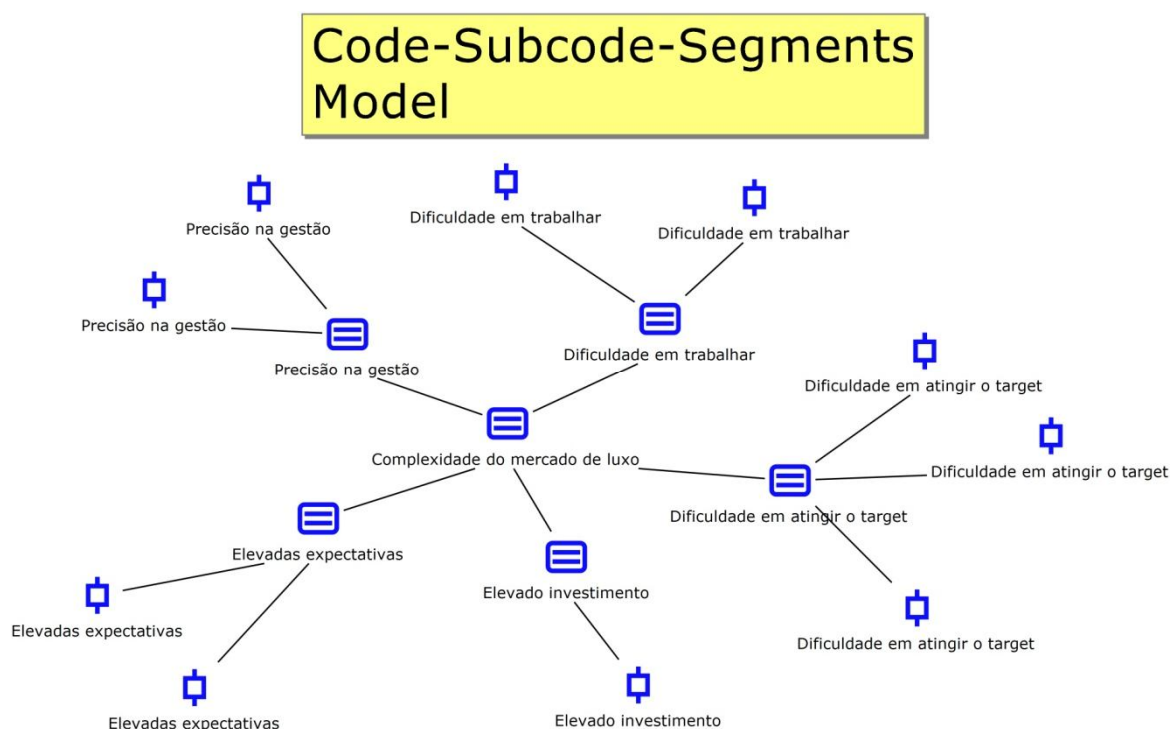 Code-Subcode-Segments
Model
Dificuldade em trabalhar
Precisão na gestão
Dificuldade em trabalhar
Precisão na gestão
Dificuldade em trabalhar
Precisão na gestão
Dificuldade em atingir o target
Complexidade do mercado de luxo
Dificuldade em atingir o target
Dificuldade em atingir o target
Elevadas expectativas
Elevado investimento
Elevadas expectativas
Dificuldade em atingir o target
Elevadas expectativas
Elevado investimento